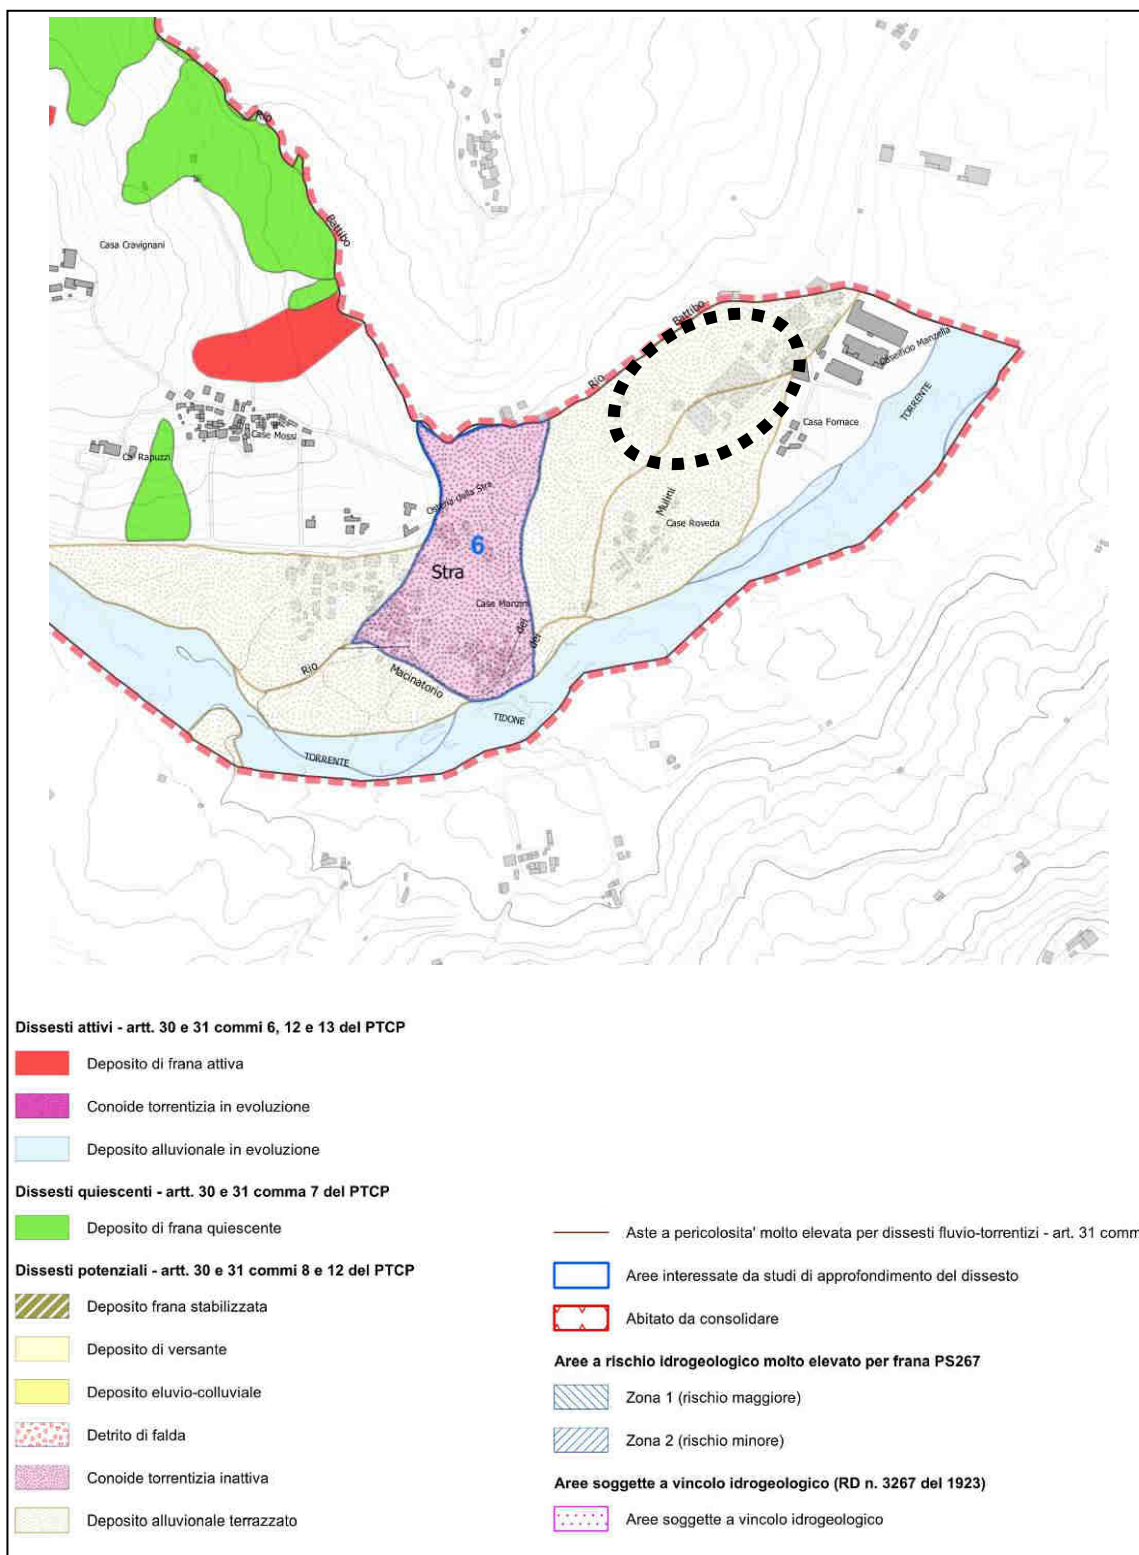 Rio
Battibo
Casa Cravignani
Battibo
Rio
Caseificio Manzella
TORRENTE
Case Mossi
Ca' Rapuzzi
Casa Fornace
Osteria della Stra
Mulini
Case Roveda
6
Stra
Case Manzini
dei
dei
Rio
Macinatorio
TIDONE
TORRENTE
Dissesti attivi - artt. 30 e 31 commi 6, 12 e 13 del PTCP
Deposito di frana attiva
Conoide torrentizia in evoluzione
Deposito alluvionale in evoluzione
Dissesti quiescenti - artt. 30 e 31 comma 7 del PTCP
Deposito di frana quiescente
Dissesti potenziali - artt. 30 e 31 commi 8 e 12 del PTCP
Deposito frana stabilizzata
Deposito di versante
Deposito eluvio-colluviale
Detrito di falda
Conoide torrentizia inattiva
Deposito alluvionale terrazzato
Aste a pericolosita' molto elevata per dissesti fluvio-torrentizi - art. 31 comm
Aree interessate da studi di approfondimento del dissesto
Abitato da consolidare
Aree a rischio idrogeologico molto elevato per frana PS267
Zona 1 (rischio maggiore)
Zona 2 (rischio minore)
Aree soggette a vincolo idrogeologico (RD n. 3267 del 1923)
Aree soggette a vincolo idrogeologico